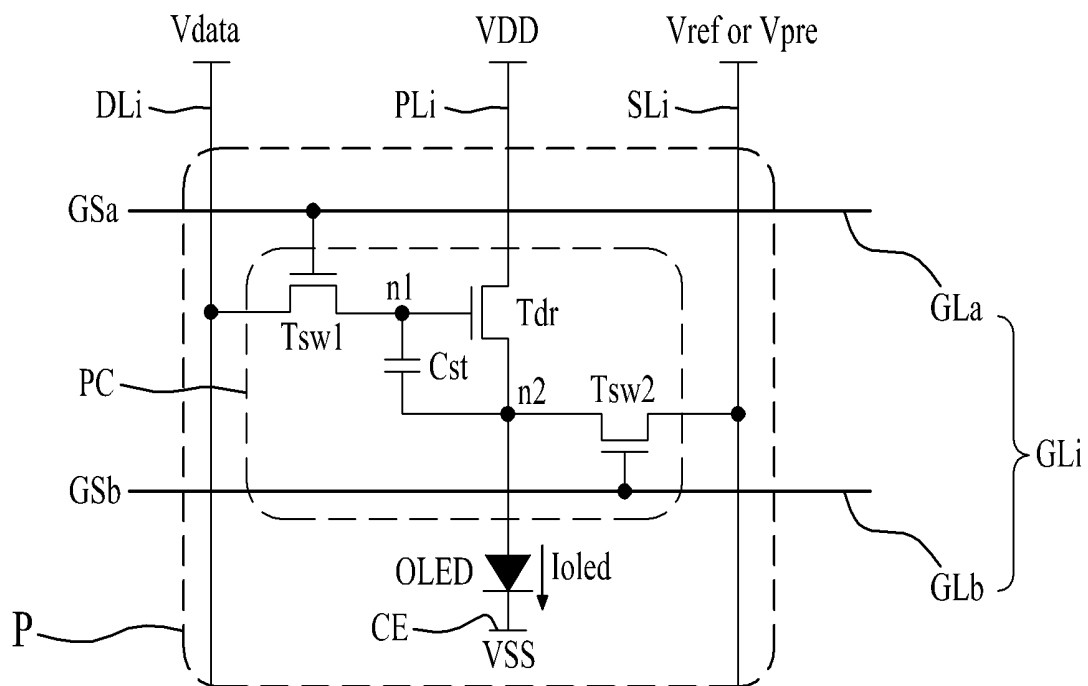 Vdata
VDD
Vref or Vpre
DLi
PLi
SLi
GSa
GLa
n1
Tdr
Tsw1
Cst
PC
n2
Tsw2
GLi
GSb
OLED
Ioled
GLb
P
CE
VSS